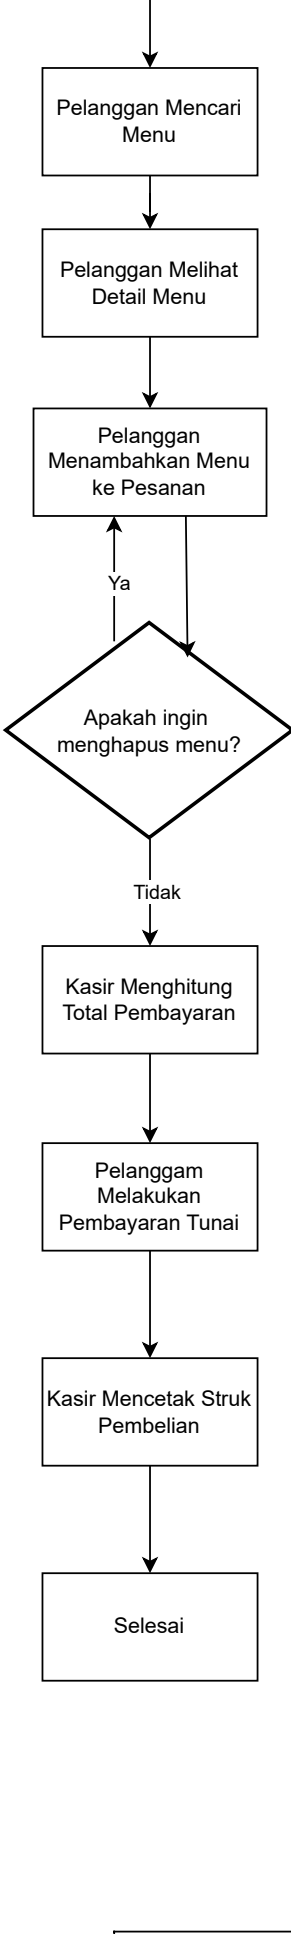 Pelanggan Mencari
Menu
Pelanggan Melihat
Detail Menu
Pelanggan
Menambahkan Menu
ke Pesanan
Ya
Apakah ingin
menghapus menu?
Tidak
Kasir Menghitung
Total Pembayaran
Pelanggam
Melakukan
Pembayaran Tunai
Kasir Mencetak Struk
Pembelian
Selesai